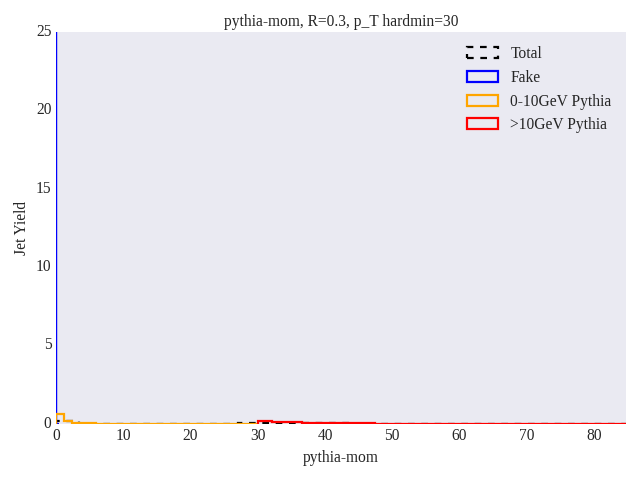 pythia-mom, R=0.3, p_T hardmin=30
Total
Fake
0-10GeV Pythia
>10GeV Pythia
Jet Yield
25
20
15
10
5
0
0 10 20 30 40 50 60 70 80
pythia-mom